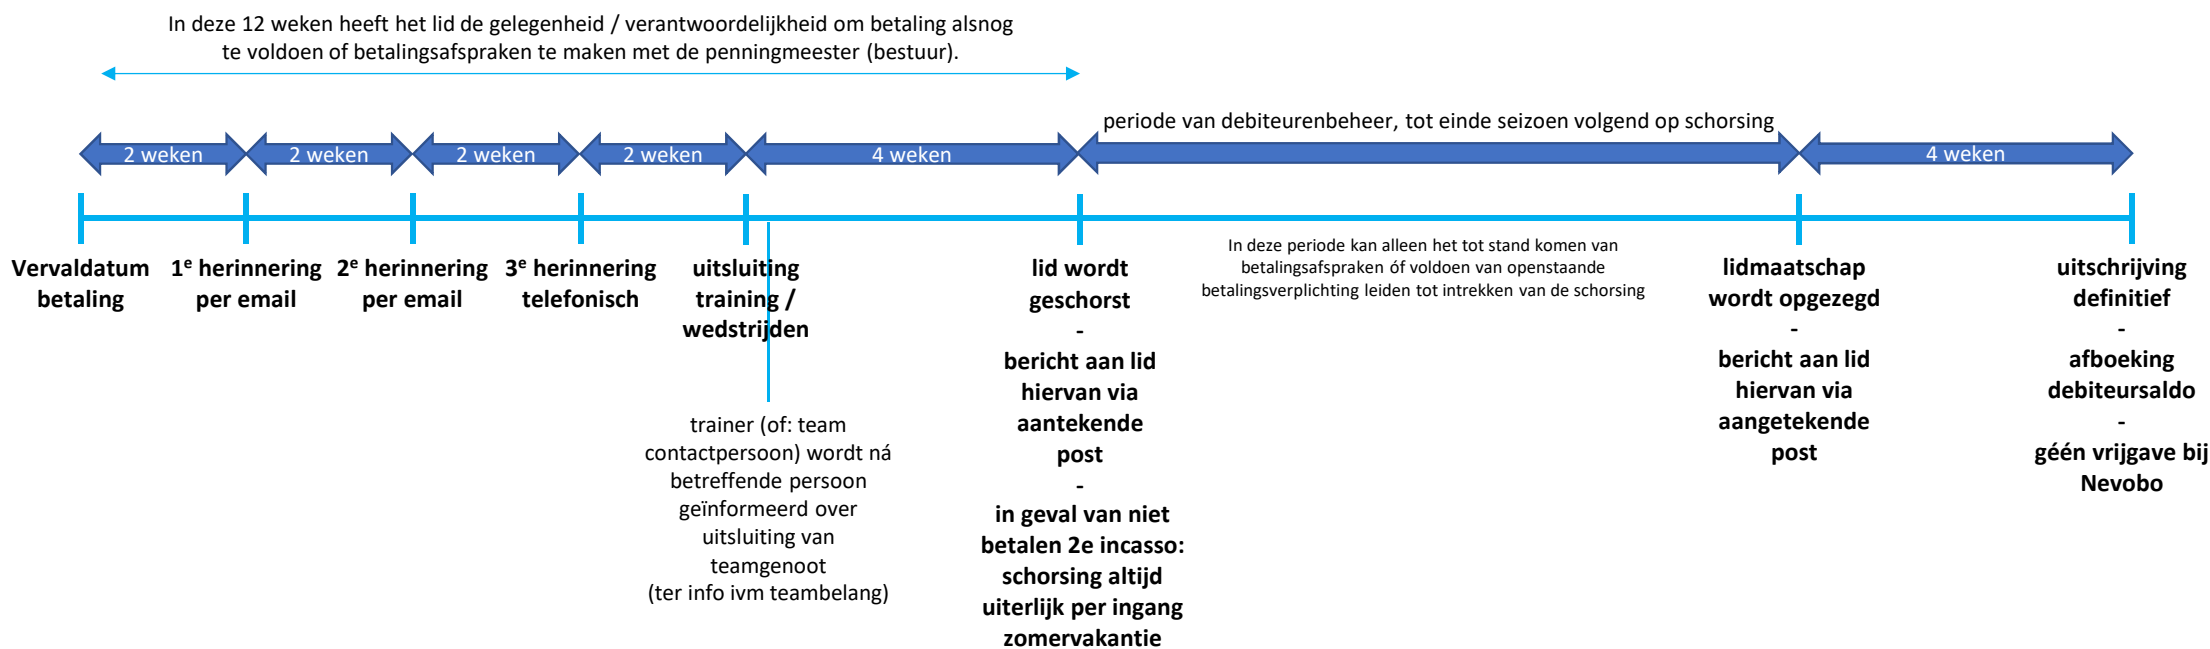 In deze 12 weken heeft het lid de gelegenheid / verantwoordelijkheid om betaling alsnog
te voldoen of betalingsafspraken te maken met de penningmeester (bestuur).
periode van debiteurenbeheer, tot einde seizoen volgend op schorsing
2 weken
2 weken
2 weken
2 weken
4 weken
4 weken
Vervaldatum
betaling
1e herinnering
per email
2e herinnering
per email
3e herinnering
telefonisch
uitsluiting
training /
wedstrijden
trainer (of: team
contactpersoon) wordt ná
betreffende persoon
geïnformeerd over
uitsluiting van
teamgenoot
(ter info ivm teambelang)
lid wordt
geschorst
-
bericht aan lid
hiervan via
aantekende
post
-
in geval van niet
betalen 2e incasso:
schorsing altijd
uiterlijk per ingang
zomervakantie
In deze periode kan alleen het tot stand komen van
betalingsafspraken óf voldoen van openstaande
betalingsverplichting leiden tot intrekken van de schorsing
lidmaatschap
wordt opgezegd
-
bericht aan lid
hiervan via
aangetekende
post
uitschrijving
definitief
-
afboeking
debiteursaldo
-
géén vrijgave bij
Nevobo